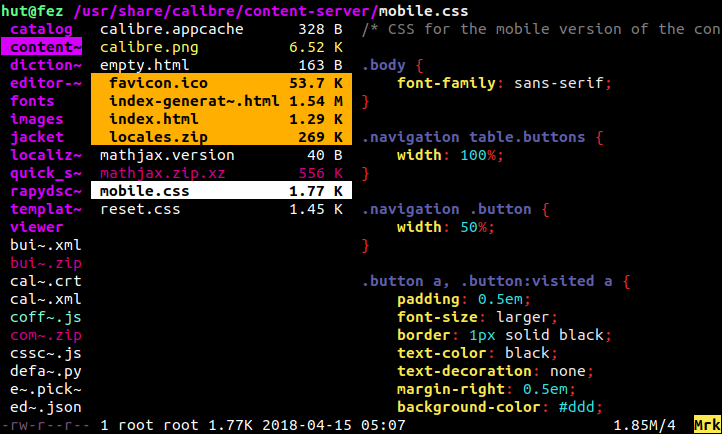 hut@fez /usr/share/calibre/content-server/mobile.css
catalog calibre.appcache 328 B /* CSS for the mobile version of the con
content~ calibre.png 6.52 K
diction~ empty.html 163 B .body {
editor-~ favicon.ico 53.7 K font-family: sans-serif;
fonts index-generat~.html 1.54 M }
images index.html 1.29 K
jacket locales.zip 269 K .navigation table.buttons {
localiz~ mathjax.version 40 B width: 100%;
quick_s~ mathjax.zip.xz 556 K }
rapydsc~ mobile.css 1.77 K
templat~ reset.css 1.45 K .navigation .button {
viewer width: 50%;
bui~.xml }
bui~.zip
cal~.crt .button a, .button:visited a {
cal~.xml padding: 0.5em;
coff~.js font-size: larger;
com~.zip border: 1px solid black;
cssc~.js text-color: black;
defa~.py text-decoration: none;
e~.pick~ margin-right: 0.5em;
ed~.json background-color: #ddd;
-rw-r--r-- 1 root root 1.77K 2018-04-15 05:07 1.85M/4 Mrk